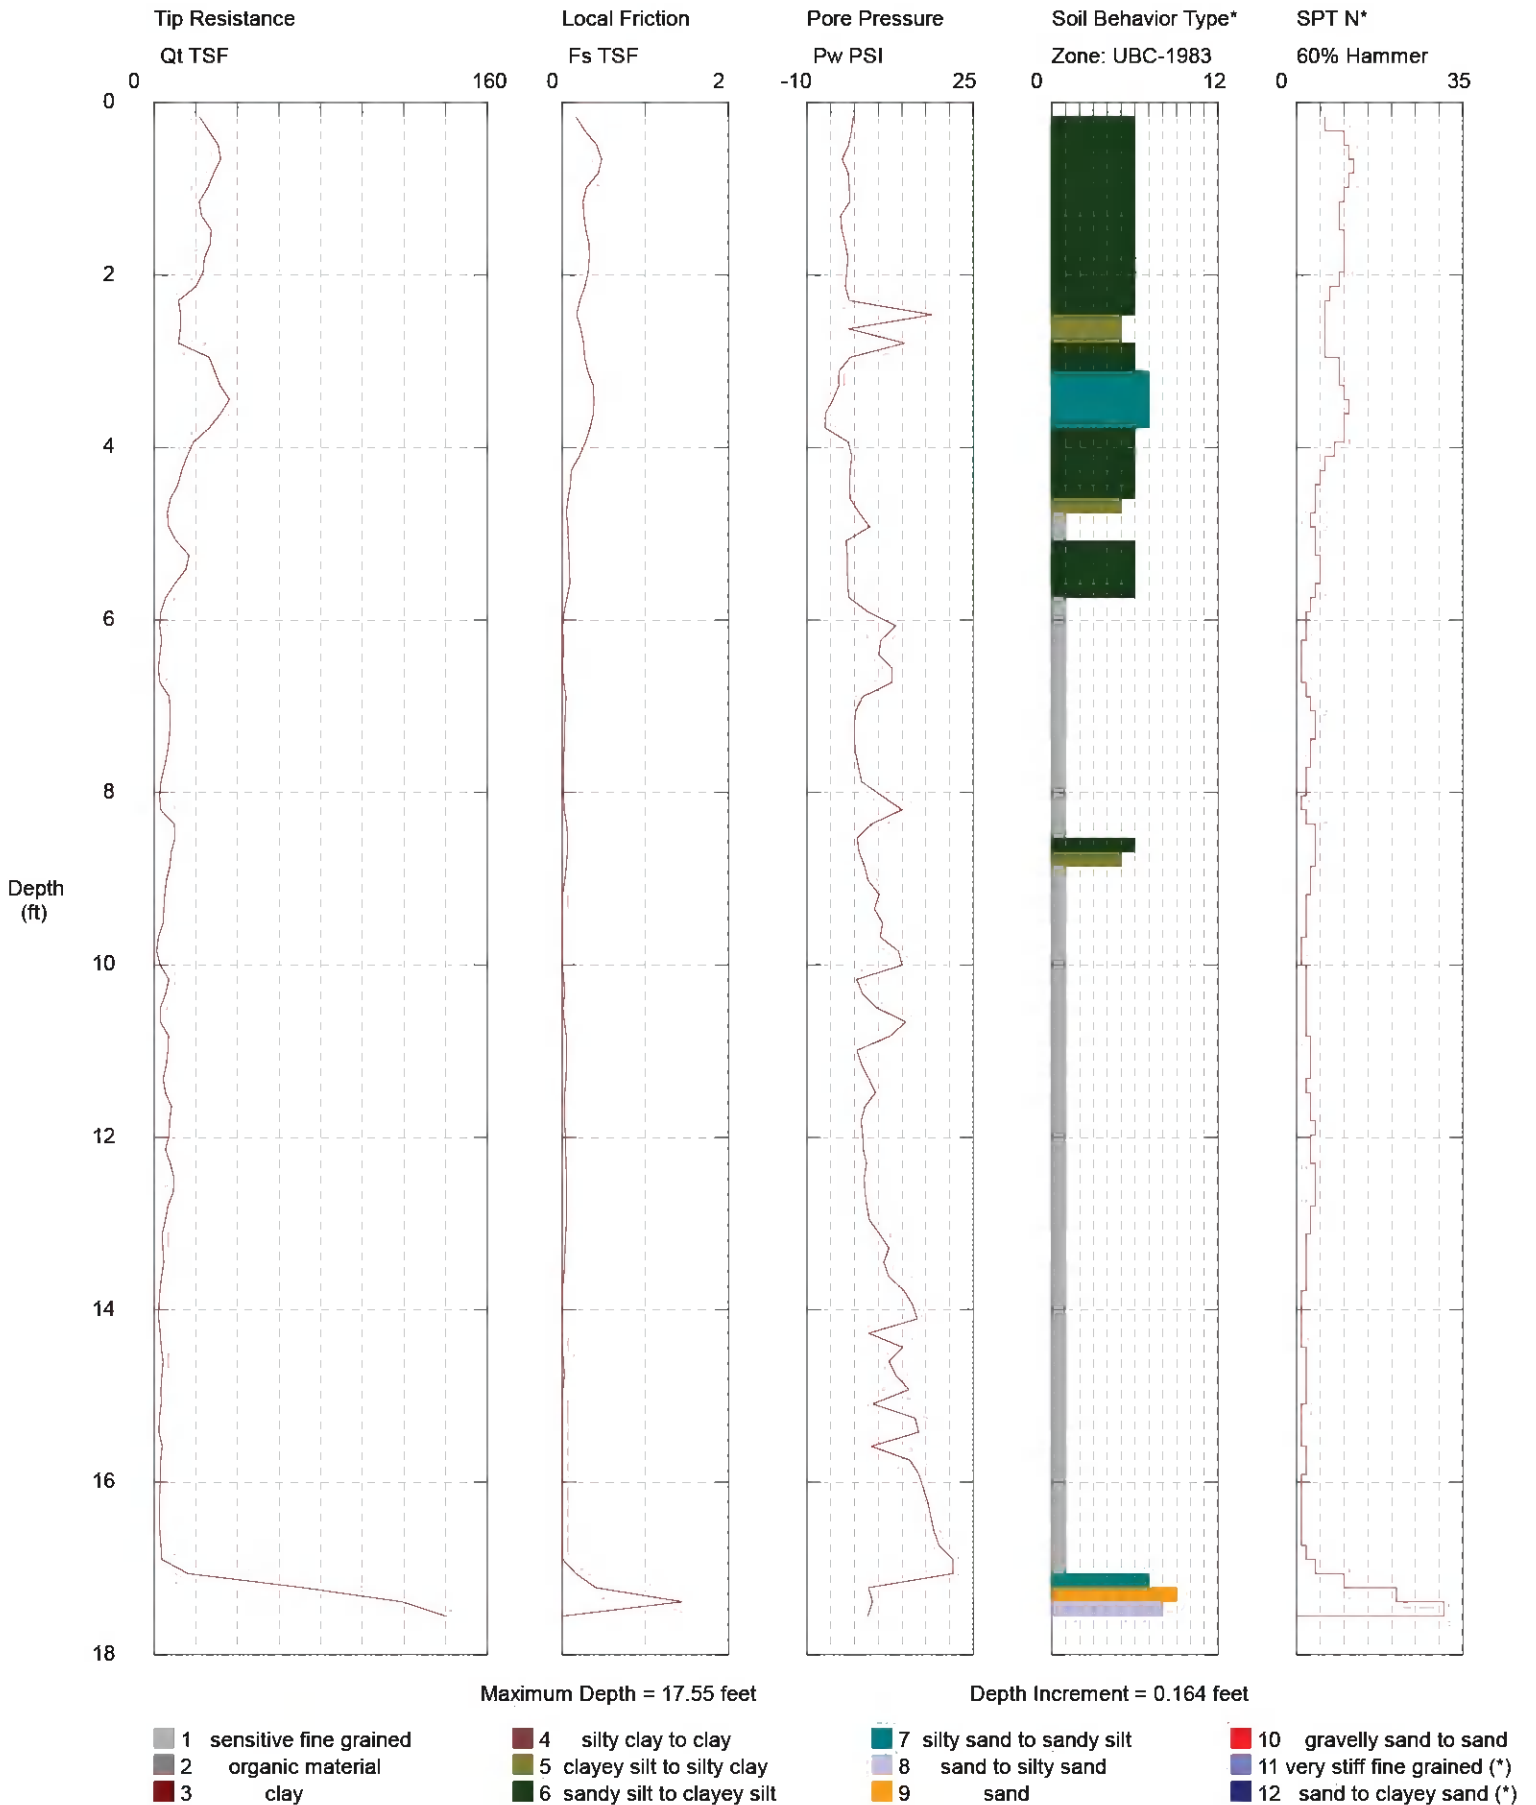 Tip Resistance Local Friction Pore Pressure Soil Behavior Type* SPT N*
Qt TSF Fs TSF Pw PSI Zone: UBC-1983 60% Hammer
0 160 0 2 -10 25 0 12 0 35
0
2
4
6
8
Depth
(ft)
10
12
14
16
18
Maximum Depth = 17.55 feet Depth Increment = 0.164 feet
1 sensitive fine grained 4 silty clay to clay 7 silty sand to sandy silt 10 gravelly sand to sand
2 organic material 5 clayey silt to silty clay 8 sand to silty sand 11 very stiff fine grained (*)
3 clay 6 sandy silt to clayey silt 9 sand 12 sand to clayey sand (*)